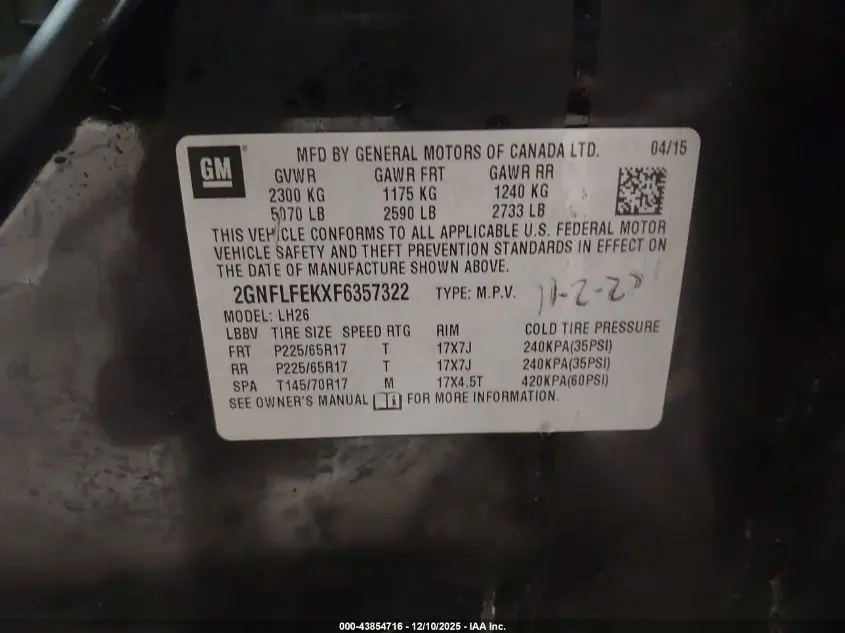 GM
MFD BY GENERAL MOTORS OF CANADA LTD. 04/15
GVWR GAWR FRT GAWR RR
2300 KG 1175 KG 1240 KG
5070 LB 2590 LB 2733 LB
THIS VEHICLE CONFORMS TO ALL APPLICABLE U.S. FEDERAL MOTOR
VEHICLE SAFETY AND THEFT PREVENTION STANDARDS IN EFFECT ON
THE DATE OF MANUFACTURE SHOWN ABOVE.
2GNFLFEKXF6357322 TYPE: M.P.V.
MODEL: LH26
LBBV TIRE SIZE SPEED RTG RIM COLD TIRE PRESSURE
FRT P225/65R17 T 17X7J 240KPA(35PSI)
RR P225/65R17 T 17X7J 240KPA(35PSI)
SPA T145/70R17 M 17X4.5T 420KPA(60PSI)
SEE OWNER'S MANUAL i FOR MORE INFORMATION.
000-43854716 - 12/10/2025 - IAA Inc.